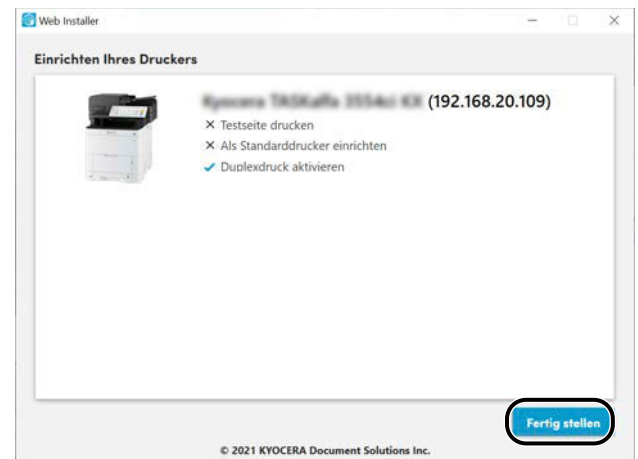 Web Installer
Einrichten Ihres Druckers
(192.168.20.109)
Testseite drucken
Als Standarddrucker einrichten
Duplexdruck aktivieren
Fertig stellen
© 2021 KYOCERA Document Solutions Inc.